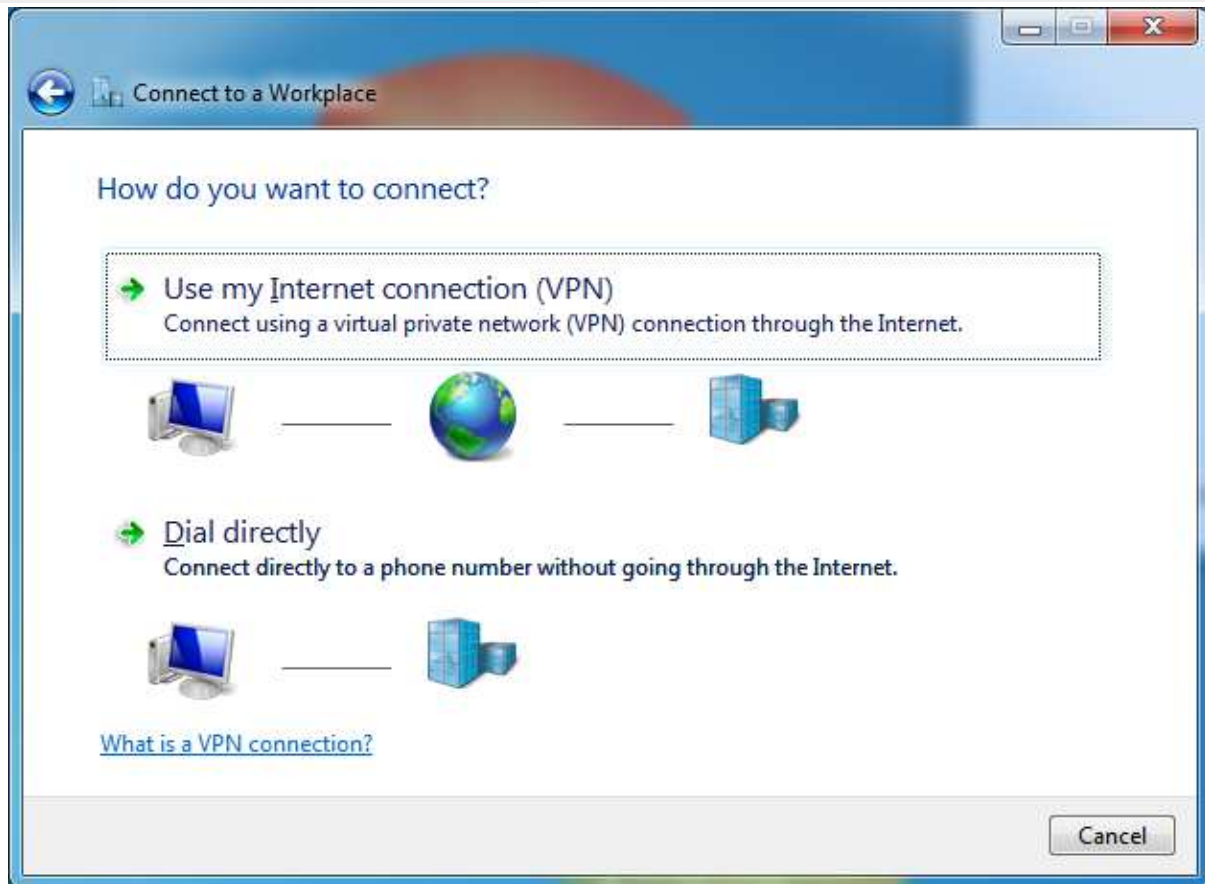 Connect to a Workplace
How do you want to connect?
Use my Internet connection (VPN)
Connect using a virtual private network (VPN) connection through the Internet.
Dial directly
Connect directly to a phone number without going through the Internet.
What is a VPN connection?
Cancel